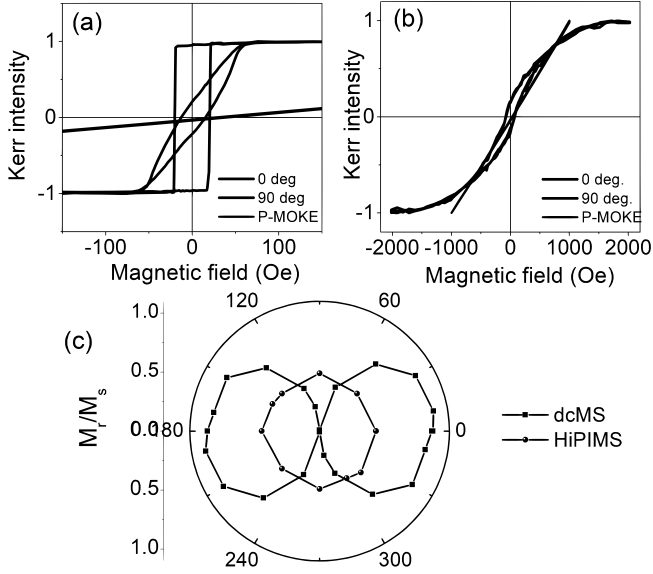 (a)
Kerr intensity
1
0
-1
0 deg
90 deg
P-MOKE
-100 0 100
Magnetic field (Oe)
(b)
Kerr intensity
1
0
-1
0 deg.
90 deg.
P-MOKE
-2000 -1000 0 1000 2000
Magnetic field (Oe)
(c)
Mr/Ms
1.0
0.5
0.0
0.5
1.0
120
60
180
0
240
300
dcMS
HiPIMS